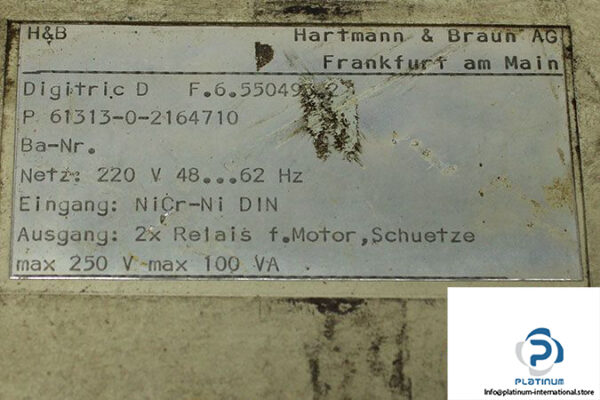 H&B Hartmann & Braun AG
Frankfurt am Main
Digitric D
P 61313-0-2164710
Ba-Nr.
Netz: 220 V 48...62 Hz
Eingang: NiCr-Ni DIN
Ausgang: 2x Relais f.Motor,Schuetze
max 250 V max 100 VA
P
PLATINUM
Info@platinum-international.store